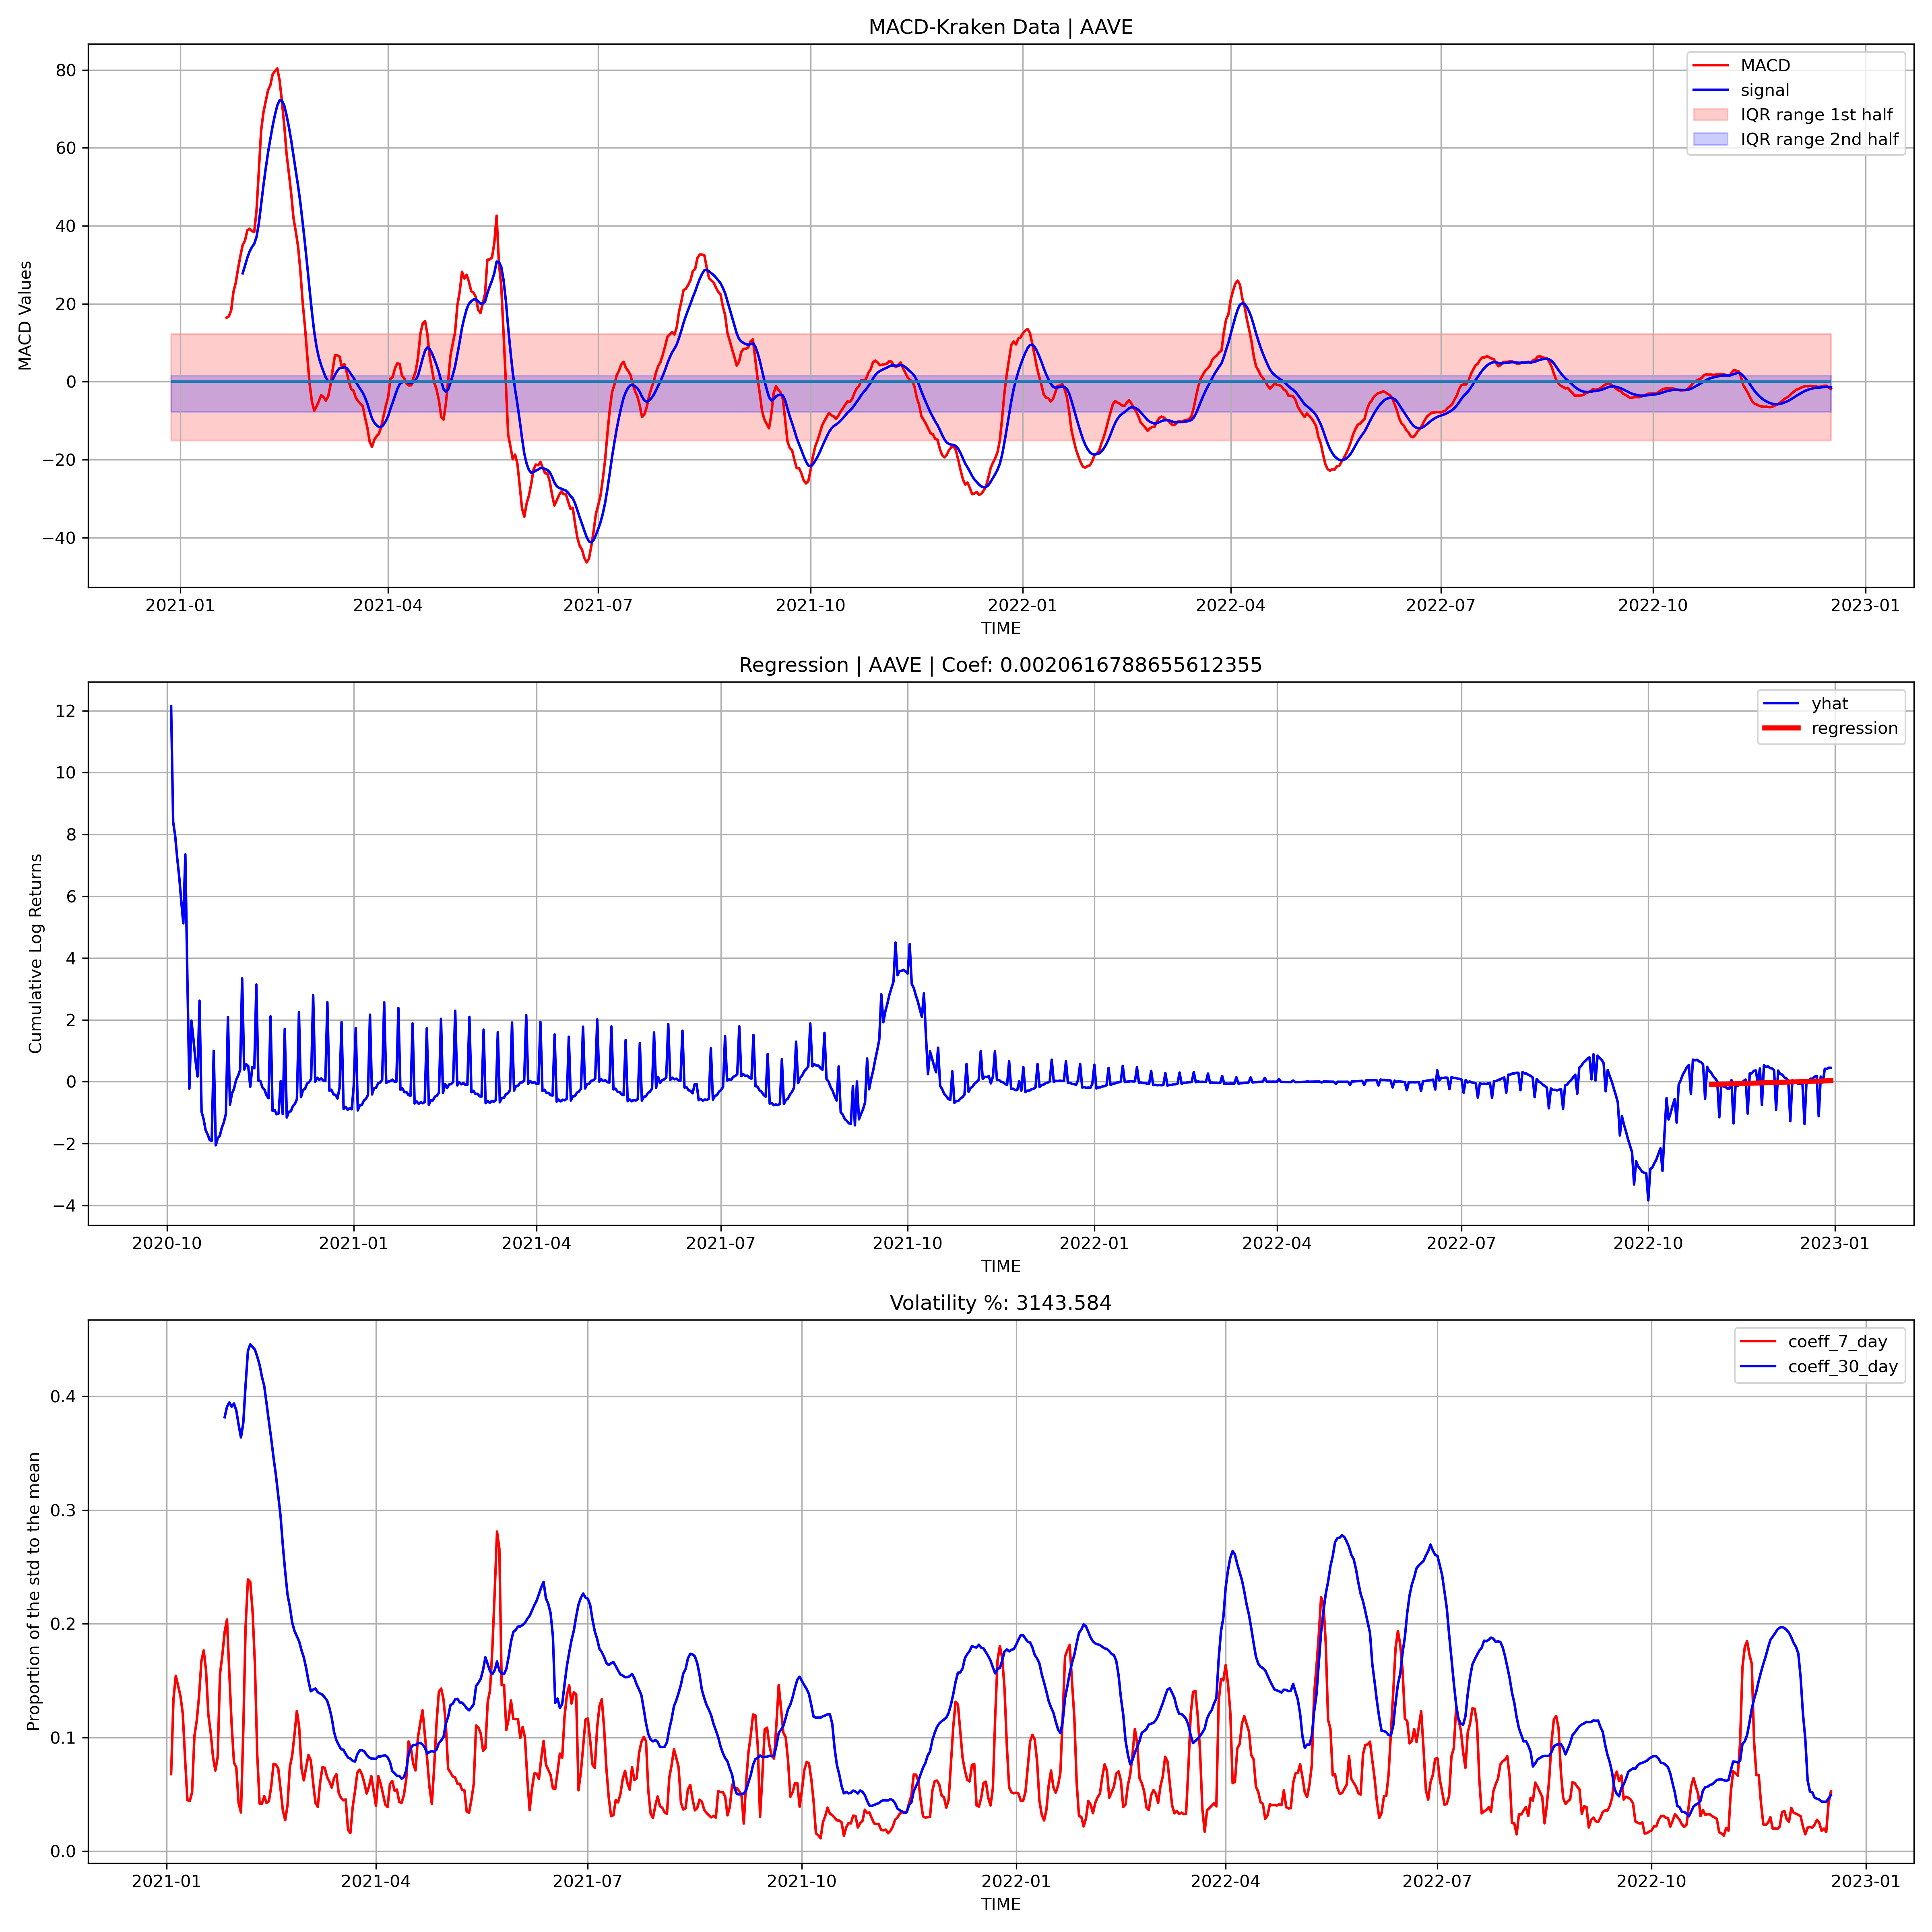 MACD-Kraken Data | AAVE
MACD
signal
IQR range 1st half
IQR range 2nd half
MACD Values
80
60
40
20
0
−20
−40
2021-01 2021-04 2021-07 2021-10 2022-01 2022-04 2022-07 2022-10 2023-01
TIME
Regression | AAVE | Coef: 0.0020616788655612355
yhat
regression
Cumulative Log Returns
12
10
8
6
4
2
0
−2
−4
2020-10 2021-01 2021-04 2021-07 2021-10 2022-01 2022-04 2022-07 2022-10 2023-01
TIME
Volatility %: 3143.584
coeff_7_day
coeff_30_day
Proportion of the std to the mean
0.4
0.3
0.2
0.1
0.0
2021-01 2021-04 2021-07 2021-10 2022-01 2022-04 2022-07 2022-10 2023-01
TIME